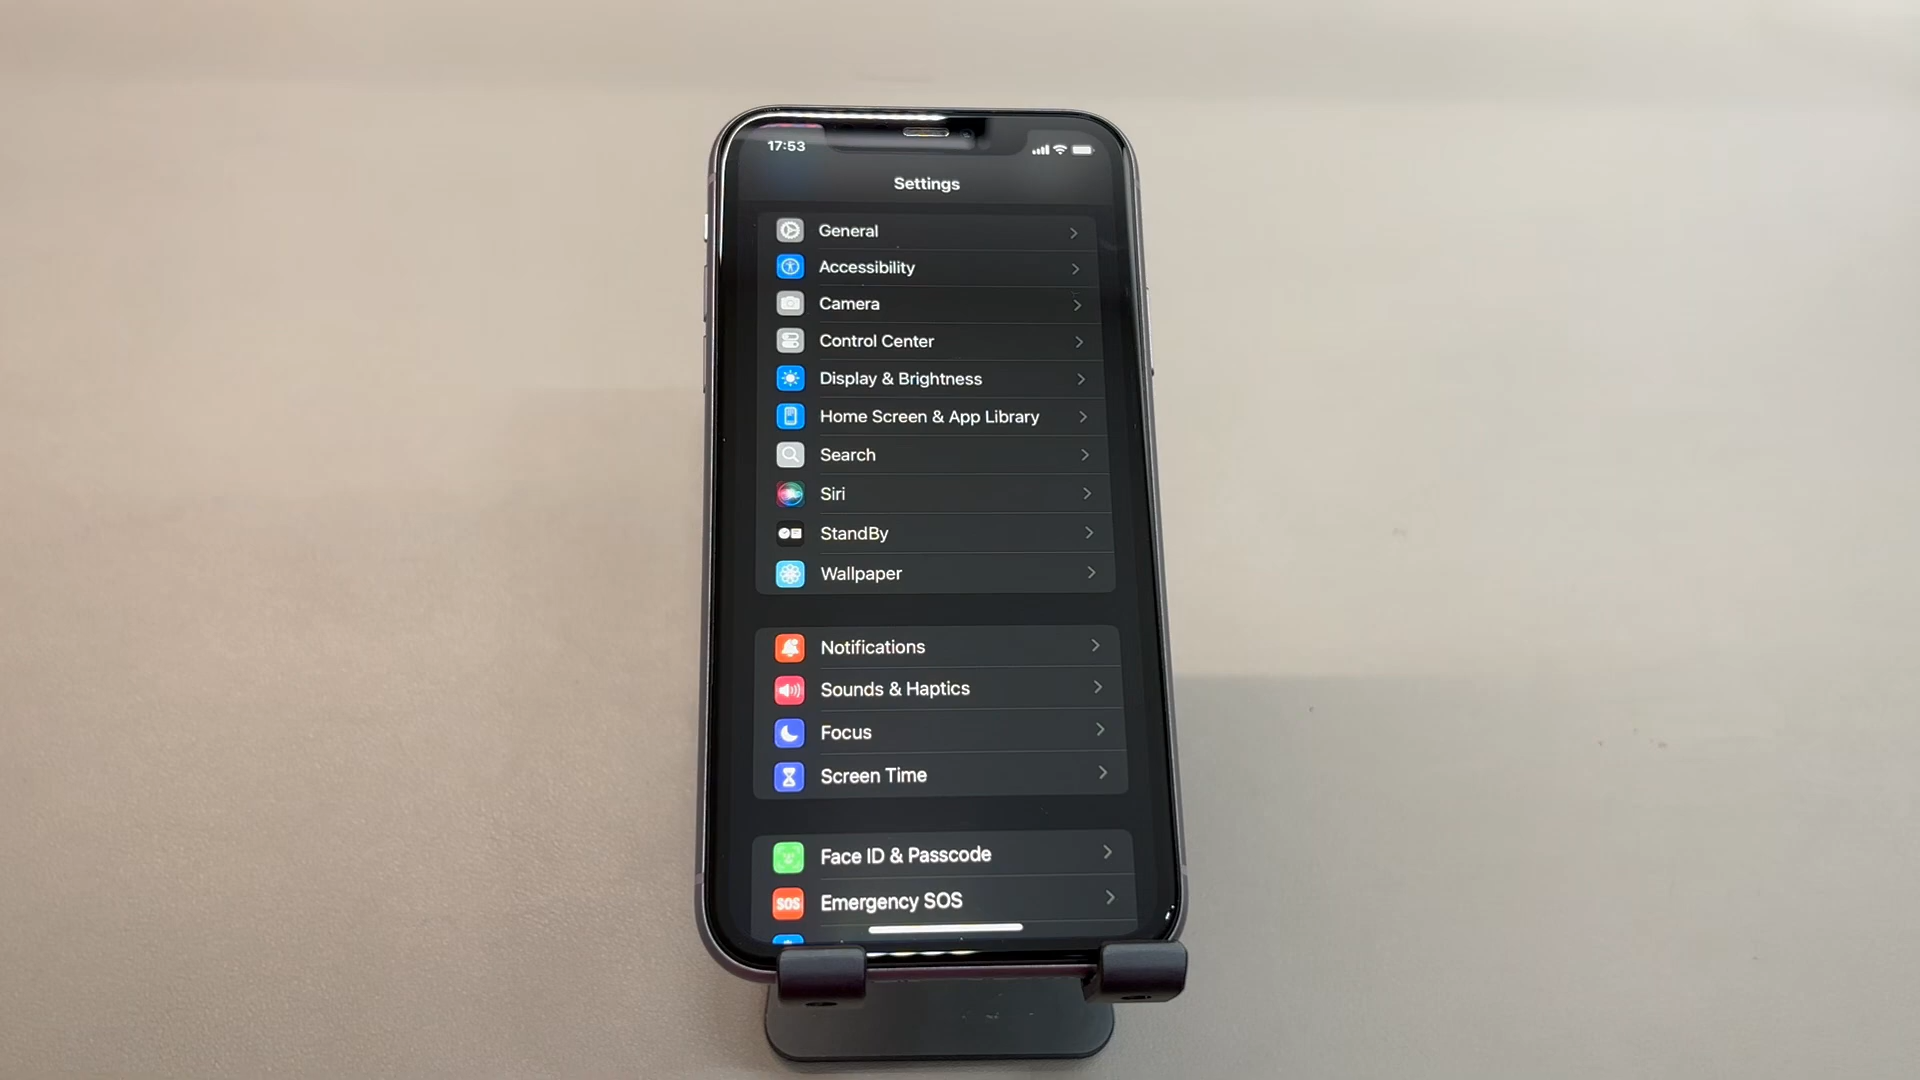 17:53
Settings
General
Accessibility
Camera
Control Center
Display & Brightness
Home Screen & App Library
Search
Siri
StandBy
Wallpaper
Notifications
Sounds & Haptics
Focus
Screen Time
Face ID & Passcode
SOS Emergency SOS